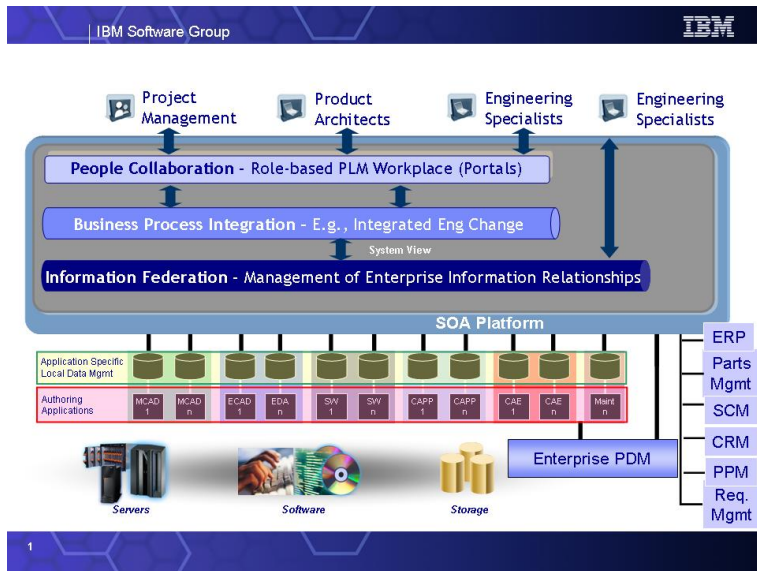 IBM Software Group
IBM
Project
Management
Product
Architects
Engineering
Specialists
Engineering
Specialists
People Collaboration - Role-based PLM Workplace (Portals)
Business Process Integration - E.g., Integrated Eng Change
System View
Information Federation - Management of Enterprise Information Relationships
SOA Platform
ERP
Parts
Mgmt
SCM
CRM
PPM
Req.
Mgmt
Application Specific
Local Data Mgmt
Authoring
Applications
MCAD
1
MCAD
n
ECAD
1
EDA
n
SW
1
SW
n
CAPP
1
CAPP
n
CAE
1
CAE
n
Maint
n
Enterprise PDM
Servers
Software
Storage
1